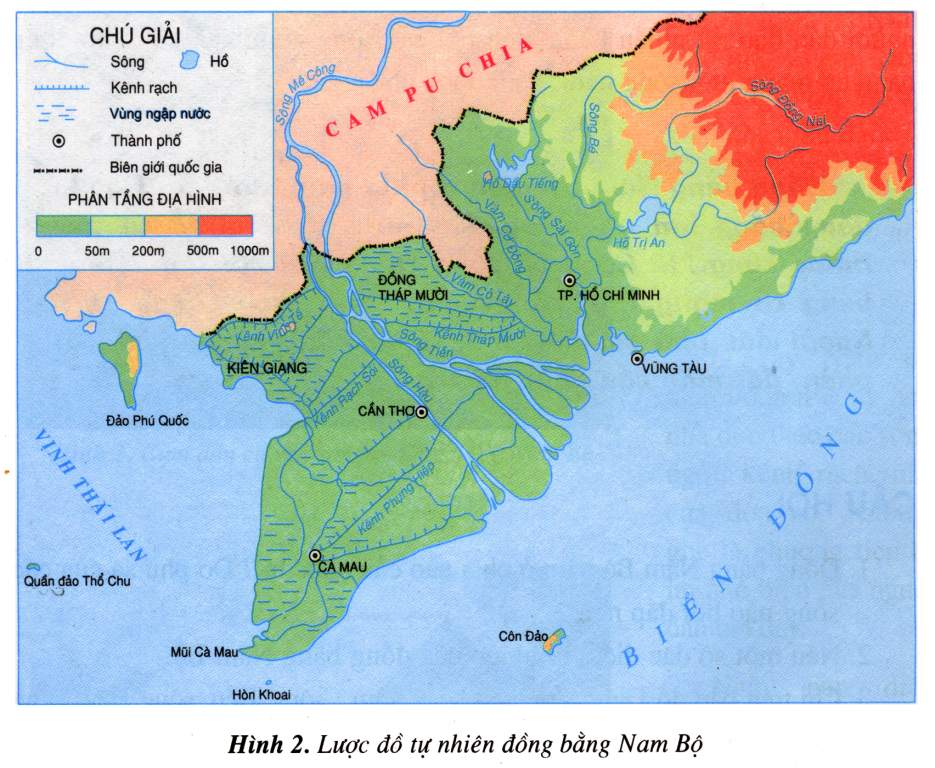 CHÚ GIẢI
Sông
Hồ
Kênh rạch
Vùng ngập nước
Thành phố
Biên giới quốc gia
PHÂN TẦNG ĐỊA HÌNH
0 50m 200m 500m 1000m
Sông Mê Công
CAM PU CHIA
Sông Bé
Sông Đồng Nai
Hồ Dầu Tiếng
Sông Sài Gòn
Vàm Cỏ Đông
Hồ Trị An
ĐỒNG
THÁP MƯỜI
Vàm Cỏ Tây
TP. HỒ CHÍ MINH
Kênh Vĩnh Tế
Kênh Tháp Mười
Sông Tiền
VŨNG TÀU
KIÊN GIANG
Kênh Rạch Sỏi
Sông Hậu
CẦN THƠ
Đảo Phú Quốc
VỊNH THÁI LAN
BIỂN ĐÔNG
Kênh Phụng Hiệp
CÀ MAU
Quần đảo Thổ Chu
Mũi Cà Mau
Côn Đảo
Hòn Khoai
Hình 2. Lược đồ tự nhiên đồng bằng Nam Bộ